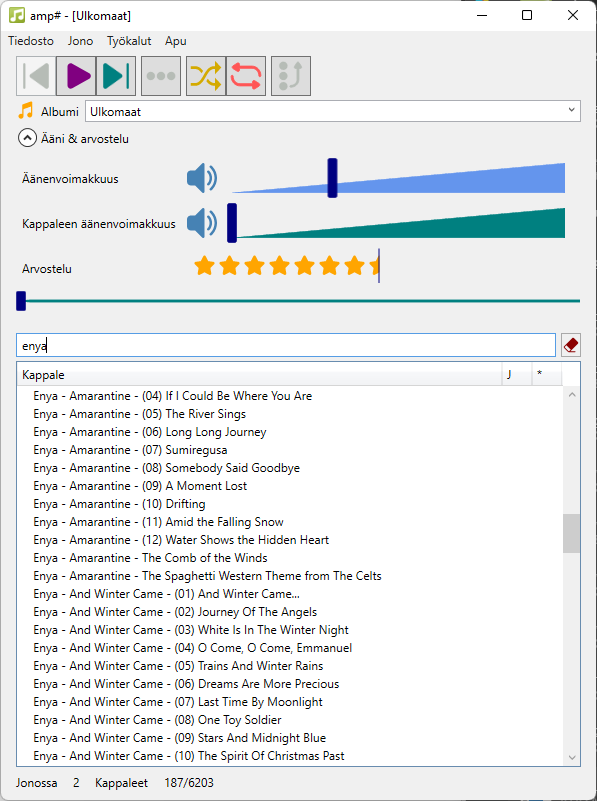 amp# - [Ulkomaat]
Tiedosto Jono Työkalut Apu
Albumi Ulkomaat
Ääni & arvostelu
Äänenvoimakkuus
Kappaleen äänenvoimakkuus
Arvostelu
enya
Kappale J *
Enya - Amarantine - (04) If I Could Be Where You Are
Enya - Amarantine - (05) The River Sings
Enya - Amarantine - (06) Long Long Journey
Enya - Amarantine - (07) Sumiregusa
Enya - Amarantine - (08) Somebody Said Goodbye
Enya - Amarantine - (09) A Moment Lost
Enya - Amarantine - (10) Drifting
Enya - Amarantine - (11) Amid the Falling Snow
Enya - Amarantine - (12) Water Shows the Hidden Heart
Enya - Amarantine - The Comb of the Winds
Enya - Amarantine - The Spaghetti Western Theme from The Celts
Enya - And Winter Came - (01) And Winter Came...
Enya - And Winter Came - (02) Journey Of The Angels
Enya - And Winter Came - (03) White Is In The Winter Night
Enya - And Winter Came - (04) O Come, O Come, Emmanuel
Enya - And Winter Came - (05) Trains And Winter Rains
Enya - And Winter Came - (06) Dreams Are More Precious
Enya - And Winter Came - (07) Last Time By Moonlight
Enya - And Winter Came - (08) One Toy Soldier
Enya - And Winter Came - (09) Stars And Midnight Blue
Enya - And Winter Came - (10) The Spirit Of Christmas Past
Jonossa 2 Kappaleet 187/6203